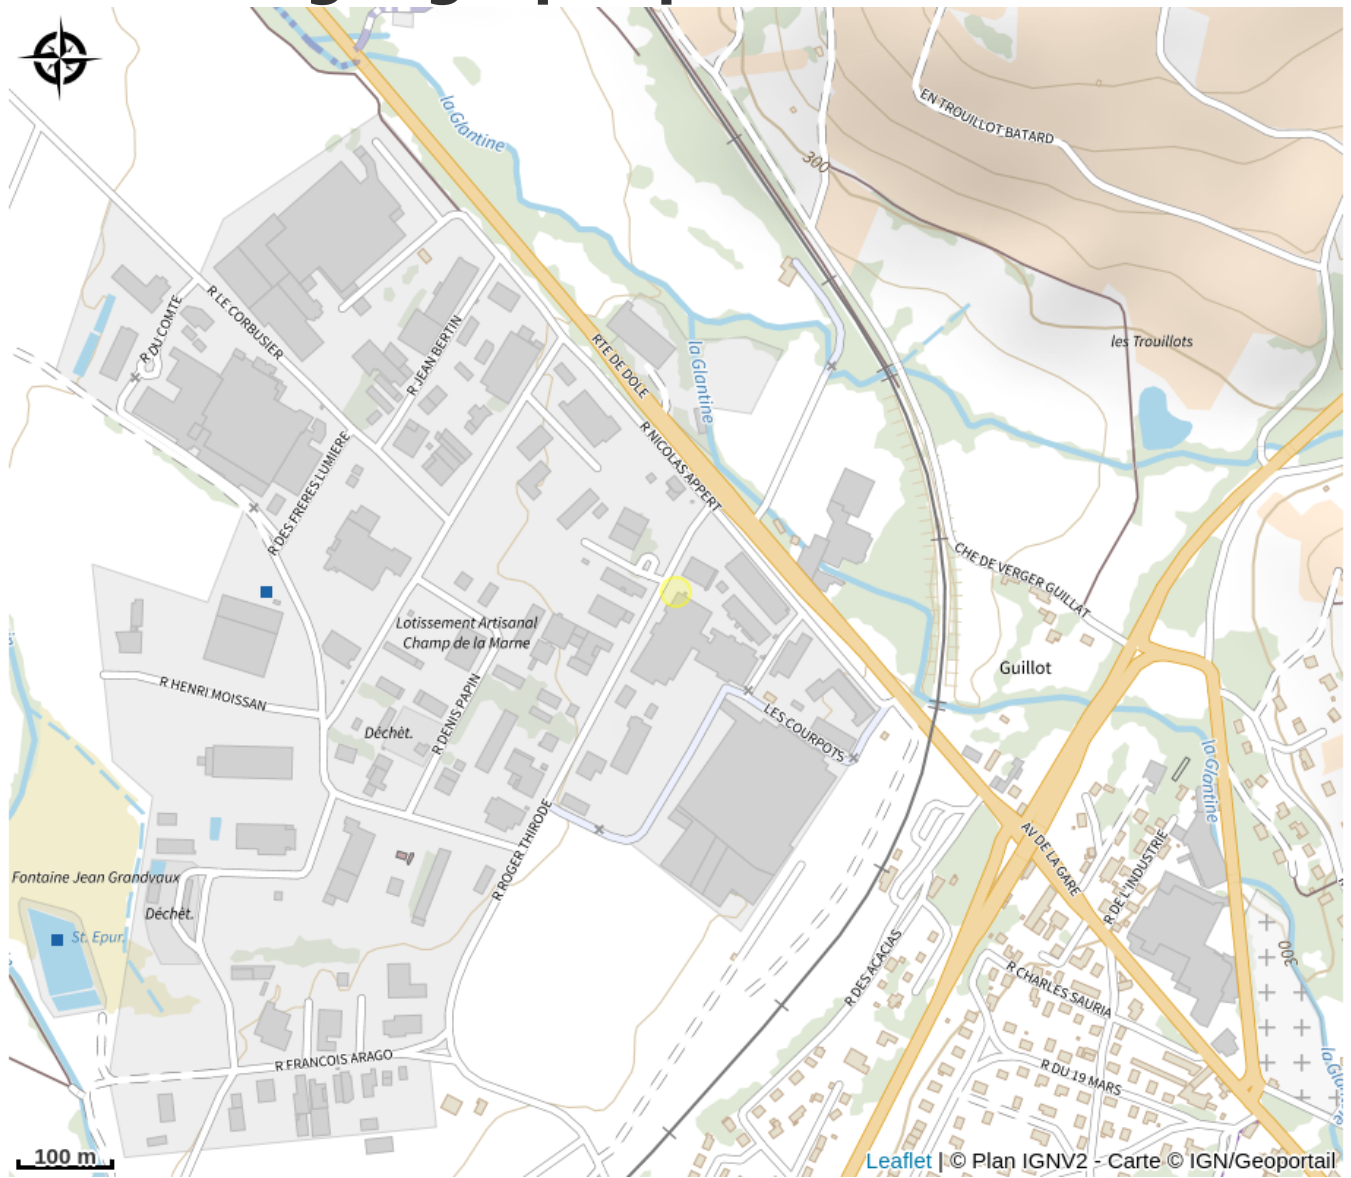 la Glantine
EN TROUILLOT BATARD
300
R LE CORBUSIER
R DU COMTE
R JEAN BERTIN
RTE DE DOLE
la Glantine
les Trouillots
R NICOLAS APPERT
R DES FRERES LUMIERE
CHE DE VERGER GUILLAT
Lotissement Artisanal
Champ de la Marne
Guillot
R HENRI MOISSAN
R DENIS PAPIN
LES COURPOTS
Déchèt.
la Glantine
R ROGER THIRODE
AV DE LA GARE
R DE L'INDUSTRIE
Fontaine Jean Grandvaux
Déchèt.
St. Epur.
300
R DES ACACIAS
R CHARLES SAURIA
R FRANCOIS ARAGO
R DU 19 MARS
100 m
Leaflet | © Plan IGNV2 - Carte © IGN/Geoportail